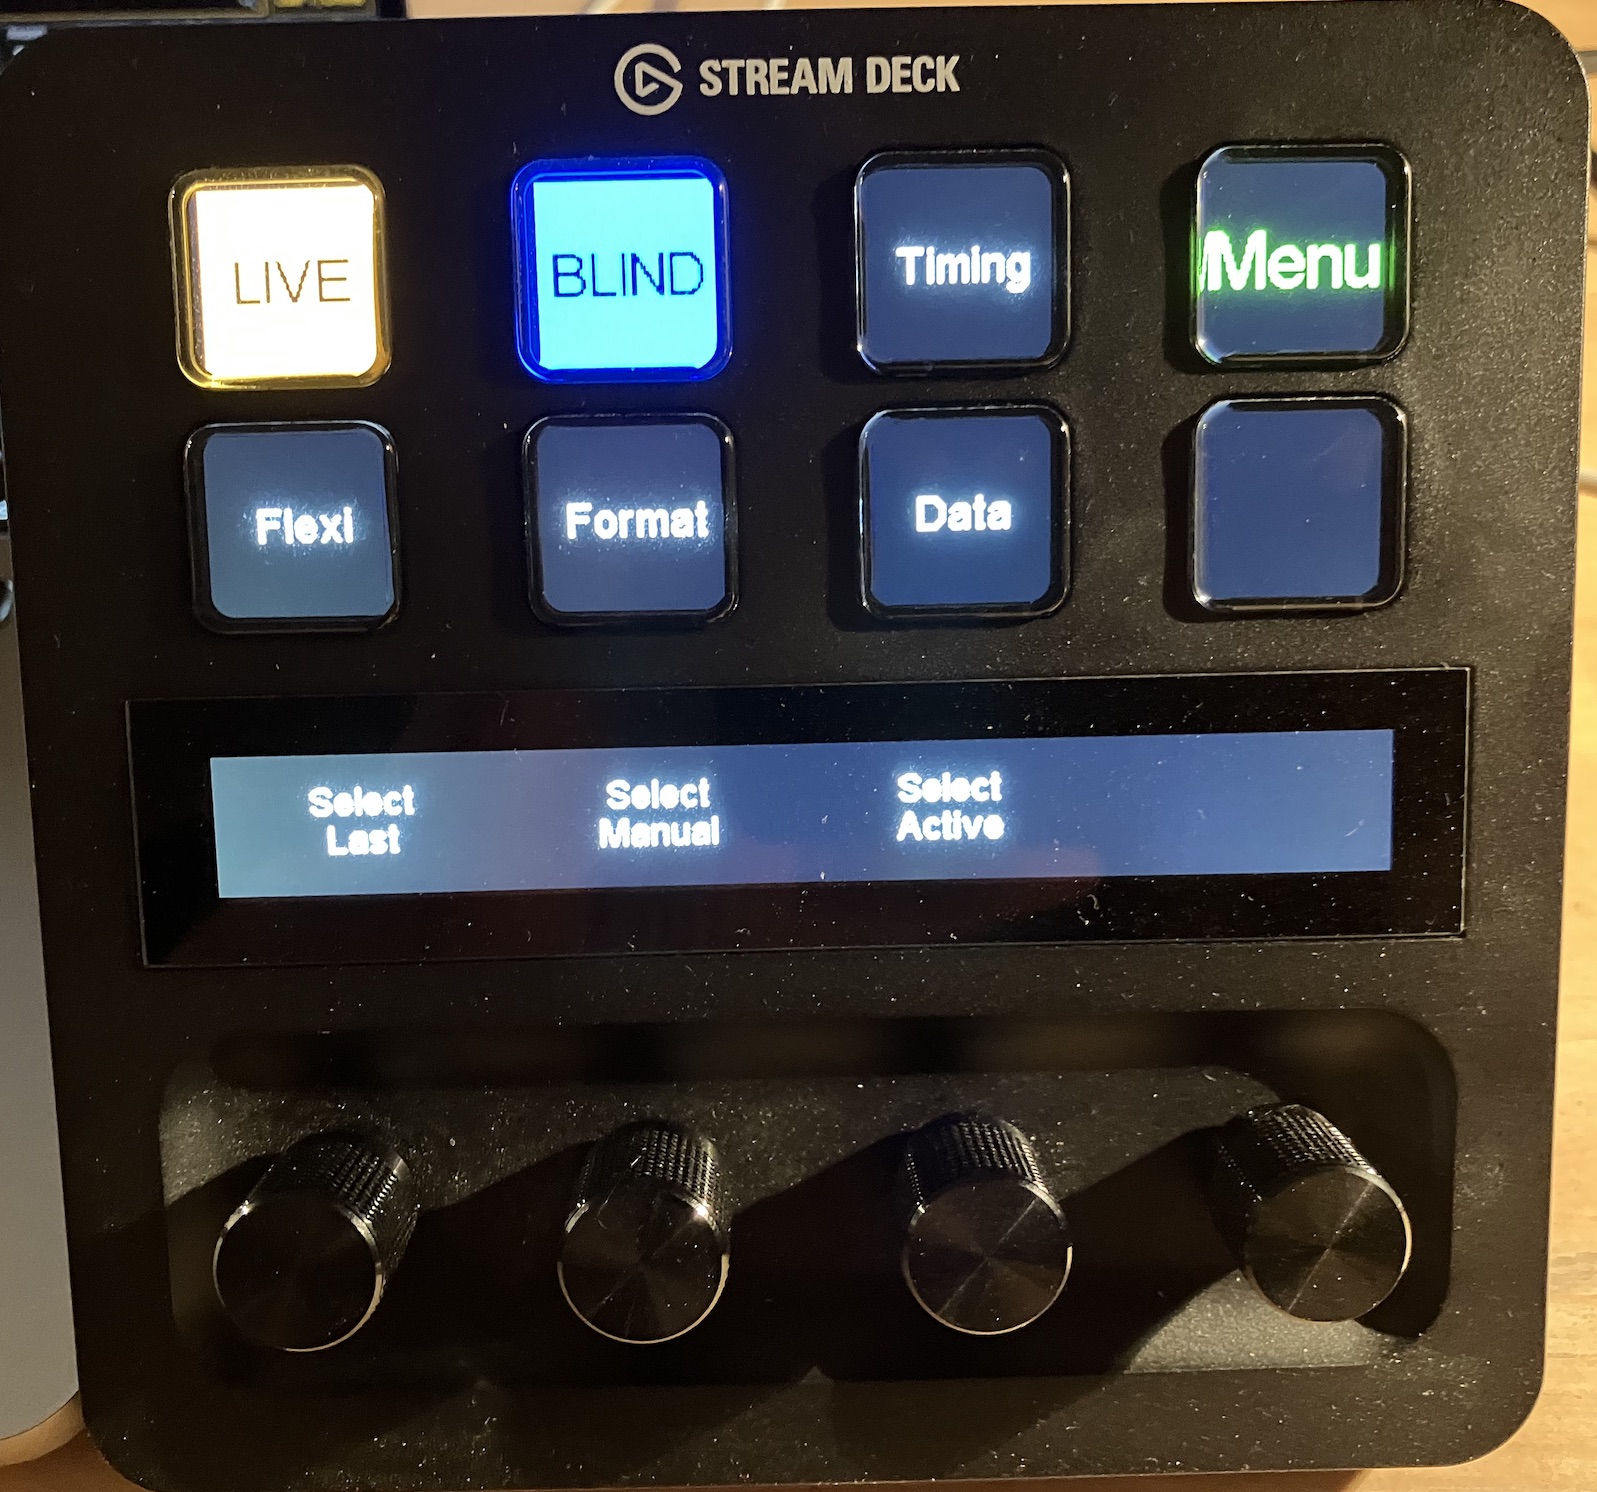 STREAM DECK
LIVE
BLIND
Timing
Menu
Flexi
Format
Data
Select
Last
Select
Manual
Select
Active